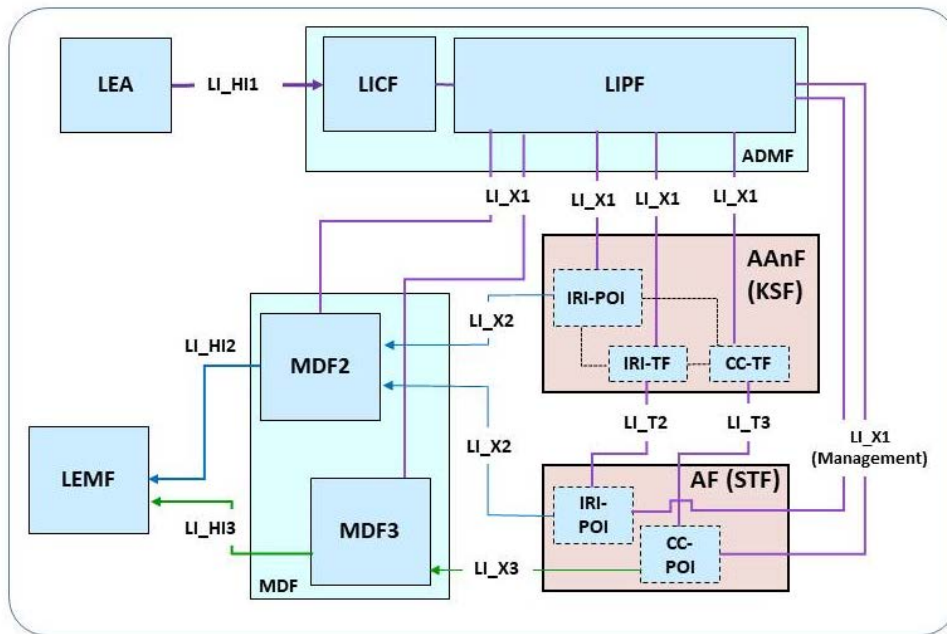 LEA
LI_HI1
LICF
LIPF
ADMF
LI_X1
LI_X1
LI_X1
LI_X1
AAnF
(KSF)
IRI-POI
LI_X2
LI_HI2
MDF2
IRI-TF
CC-TF
LI_T2
LI_T3
LI_X1
(Management)
LI_X2
LEMF
AF (STF)
IRI-
POI
LI_HI3
MDF3
CC-
POI
LI_X3
MDF